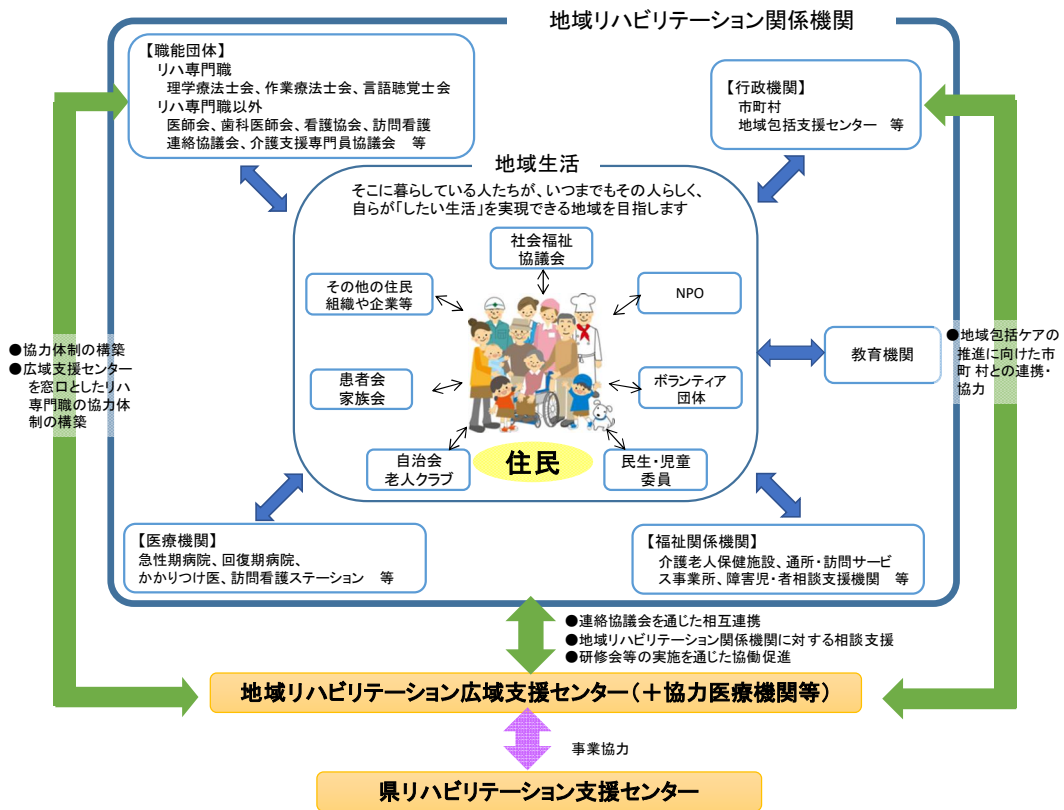 地域リハビリテーション関係機関
【職能団体】
リハ専門職
理学療法士会、作業療法士会、言語聴覚士会
リハ専門職以外
医師会、歯科医師会、看護協会、訪問看護
連絡協議会、介護支援専門員協議会　等
【行政機関】
市町村
地域包括支援センター　等
地域生活
そこに暮らしている人たちが、いつまでもその人らしく、
自らが「したい生活」を実現できる地域を目指します
社会福祉
協議会
その他の住民
組織や企業等
NPO
患者会
家族会
ボランティア
団体
自治会
老人クラブ
住民
民生・児童
委員
教育機関
●協力体制の構築
●広域支援センター
を窓口としたリハ
専門職の協力体
制の構築
●地域包括ケアの
推進に向けた市
町 村との連携・
協力
【医療機関】
急性期病院、回復期病院、
かかりつけ医、訪問看護ステーション　等
【福祉関係機関】
介護老人保健施設、通所・訪問サービ
ス事業所、障害児・者相談支援機関　等
●連絡協議会を通じた相互連携
●地域リハビリテーション関係機関に対する相談支援
●研修会等の実施を通じた協働促進
地域リハビリテーション広域支援センター（＋協力医療機関等）
事業協力
県リハビリテーション支援センター